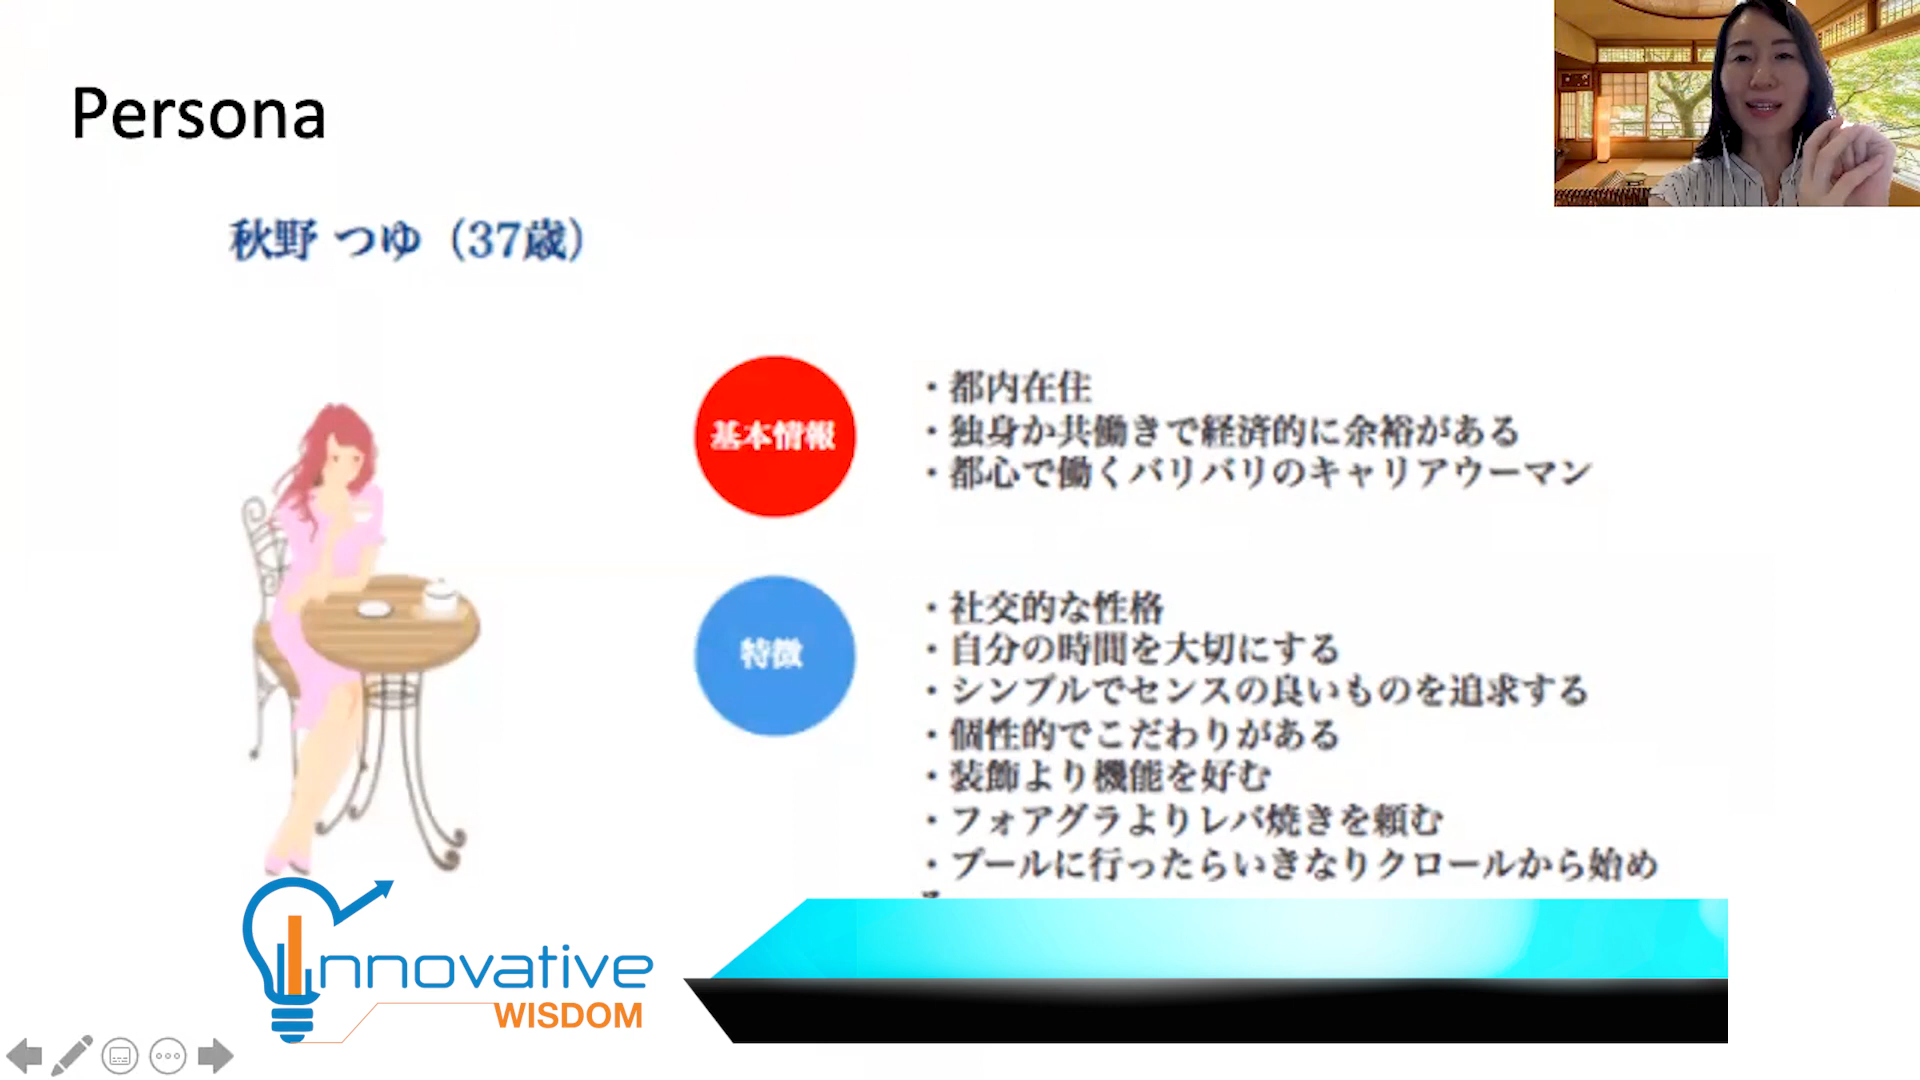 Persona
秋野 つゆ（37歳）
基本情報
・都内在住
・独身か共働きで経済的に余裕がある
・都心で働くバリバリのキャリアウーマン
特徴
・社交的な性格
・自分の時間を大切にする
・シンプルでセンスの良いものを追求する
・個性的でこだわりがある
・装飾より機能を好む
・フォアグラよりレバ焼きを頼む
・プールに行ったらいきなりクロールから始め
Innovative
WISDOM